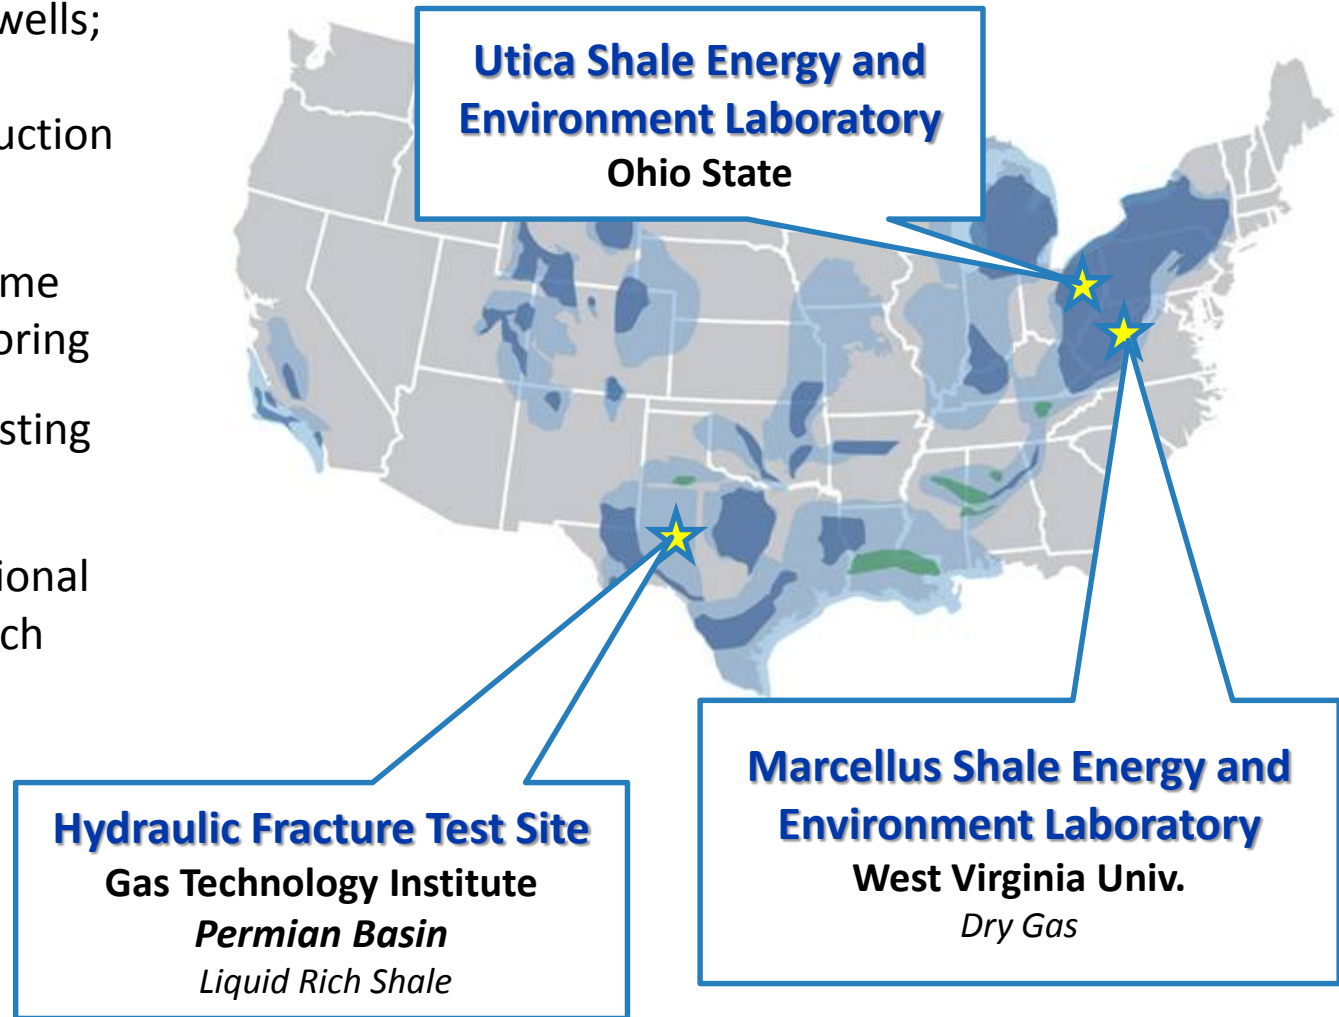 wells;
uction
me
oring
sting
ional
ch
Utica Shale Energy and
Environment Laboratory
Ohio State
Hydraulic Fracture Test Site
Gas Technology Institute
Permian Basin
Liquid Rich Shale
Marcellus Shale Energy and
Environment Laboratory
West Virginia Univ.
Dry Gas